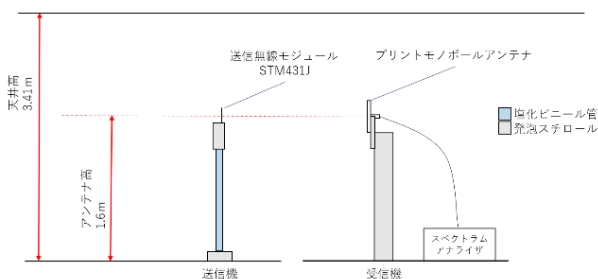 天井高
3.41m
アンテナ高
1.6m
送信無線モジュール
STM431J
プリントモノポールアンテナ
塩化ビニール管
発泡スチロール
スペクトラム
アナライザ
送信機
受信機